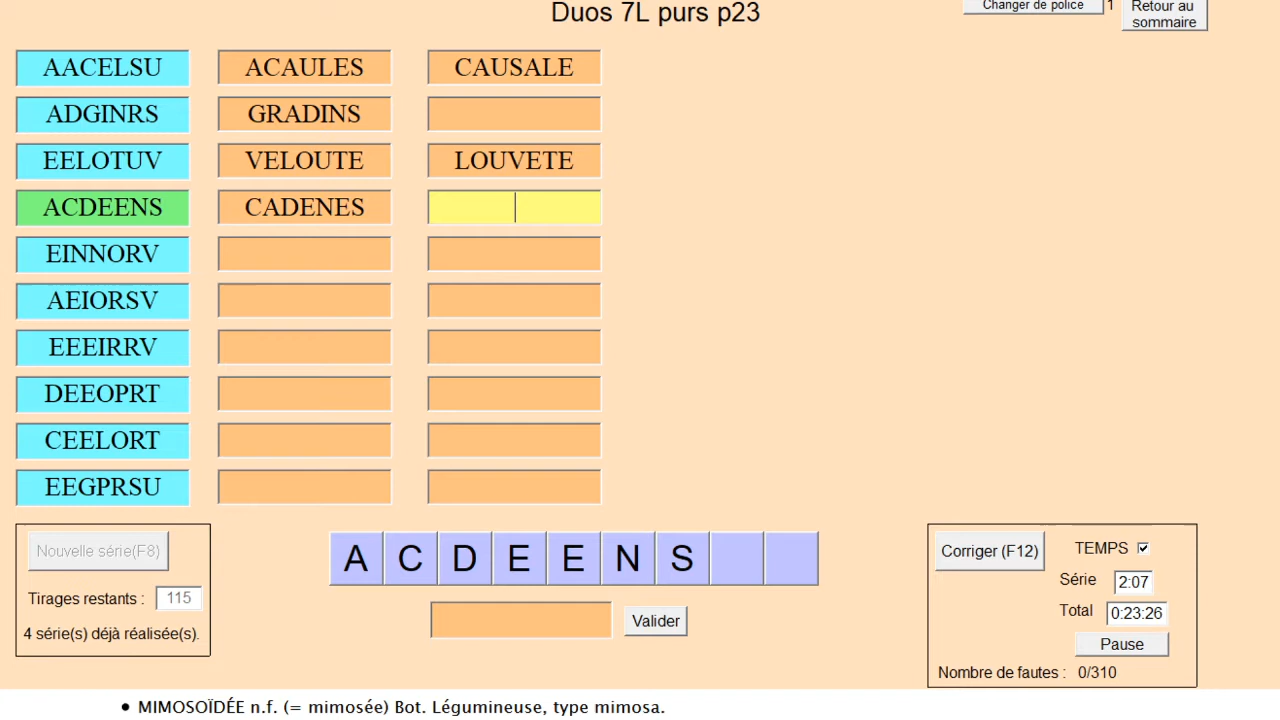 Duos 7L purs p23
Changer de police 1 Retour au sommaire
AACELSU ACAULES CAUSALE
ADGINRS GRADINS
EELOTUV VELOUTE LOUVETE
ACDEENS CADENES
EINNORV
AEIORSV
EEEIRRV
DEEOPRT
CEELORT
EEGPRSU
Nouvelle série(F8)
Tirages restants : 115
4 série(s) déjà réalisée(s).
A C D E E N S
Valider
Corriger (F12) TEMPS
Série 2:07
Total 0:23:26
Pause
Nombre de fautes : 0/310
• MIMOSOÏDÉE n.f. (= mimosée) Bot. Légumineuse, type mimosa.